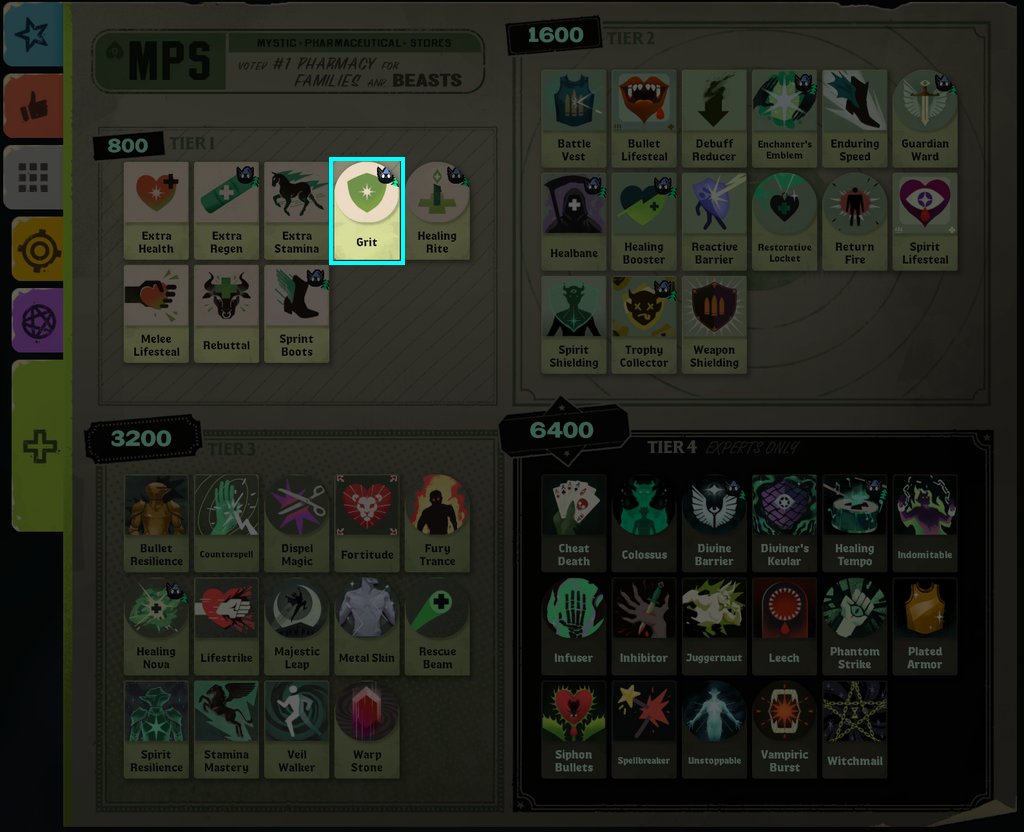 MPS
MYSTIC • PHARMACEUTICAL • STORES
VOTED #1 PHARMACY FOR
FAMILIES AND BEASTS
800
TIER 1
Extra
Health
Extra
Regen
Extra
Stamina
Grit
Healing
Rite
Melee
Lifesteal
Rebuttal
Sprint
Boots
1600
TIER 2
Battle
Vest
Bullet
Lifesteal
Debuff
Reducer
Enchanter's
Emblem
Enduring
Speed
Guardian
Ward
Healbane
Healing
Booster
Reactive
Barrier
Restorative
Locket
Return
Fire
Spirit
Lifesteal
Spirit
Shielding
Trophy
Collector
Weapon
Shielding
3200
TIER 3
Bullet
Resilience
Counterspell
Dispel
Magic
Fortitude
Fury
Trance
Healing
Nova
Lifestrike
Majestic
Leap
Metal Skin
Rescue
Beam
Spirit
Resilience
Stamina
Mastery
Veil
Walker
Warp
Stone
6400
TIER 4 EXPERTS ONLY
Cheat
Death
Colossus
Divine
Barrier
Diviner's
Kevlar
Healing
Tempo
Indomitable
Infuser
Inhibitor
Juggernaut
Leech
Phantom
Strike
Plated
Armor
Siphon
Bullets
Spellbreaker
Unstoppable
Vampiric
Burst
Witchmail